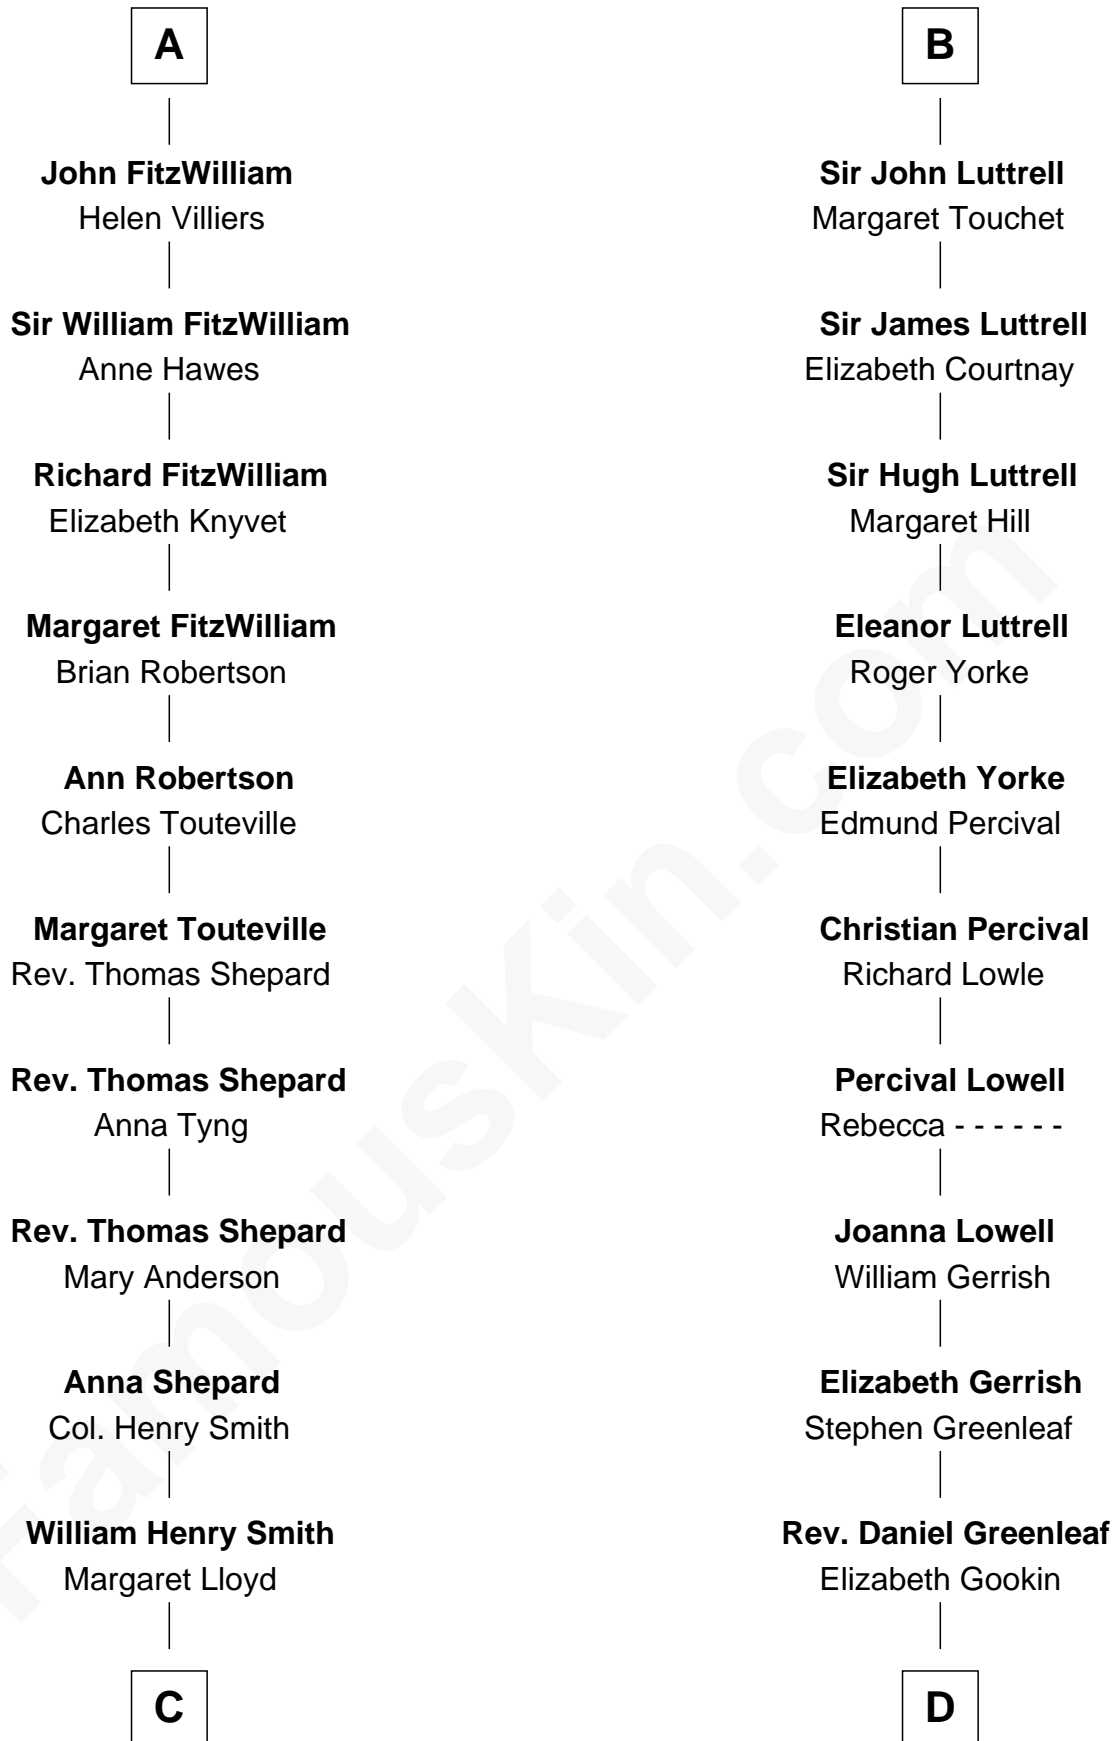 A
John FitzWilliam
Helen Villiers
Sir William FitzWilliam
Anne Hawes
Richard FitzWilliam
Elizabeth Knyvet
Margaret FitzWilliam
Brian Robertson
Ann Robertson
Charles Touteville
Margaret Touteville
Rev. Thomas Shepard
Rev. Thomas Shepard
Anna Tyng
Rev. Thomas Shepard
Mary Anderson
Anna Shepard
Col. Henry Smith
William Henry Smith
Margaret Lloyd
C
B
Sir John Luttrell
Margaret Touchet
Sir James Luttrell
Elizabeth Courtnay
Sir Hugh Luttrell
Margaret Hill
Eleanor Luttrell
Roger Yorke
Elizabeth Yorke
Edmund Percival
Christian Percival
Richard Lowle
Percival Lowell
Rebecca - - - - - -
Joanna Lowell
William Gerrish
Elizabeth Gerrish
Stephen Greenleaf
Rev. Daniel Greenleaf
Elizabeth Gookin
D
FamousKin.com